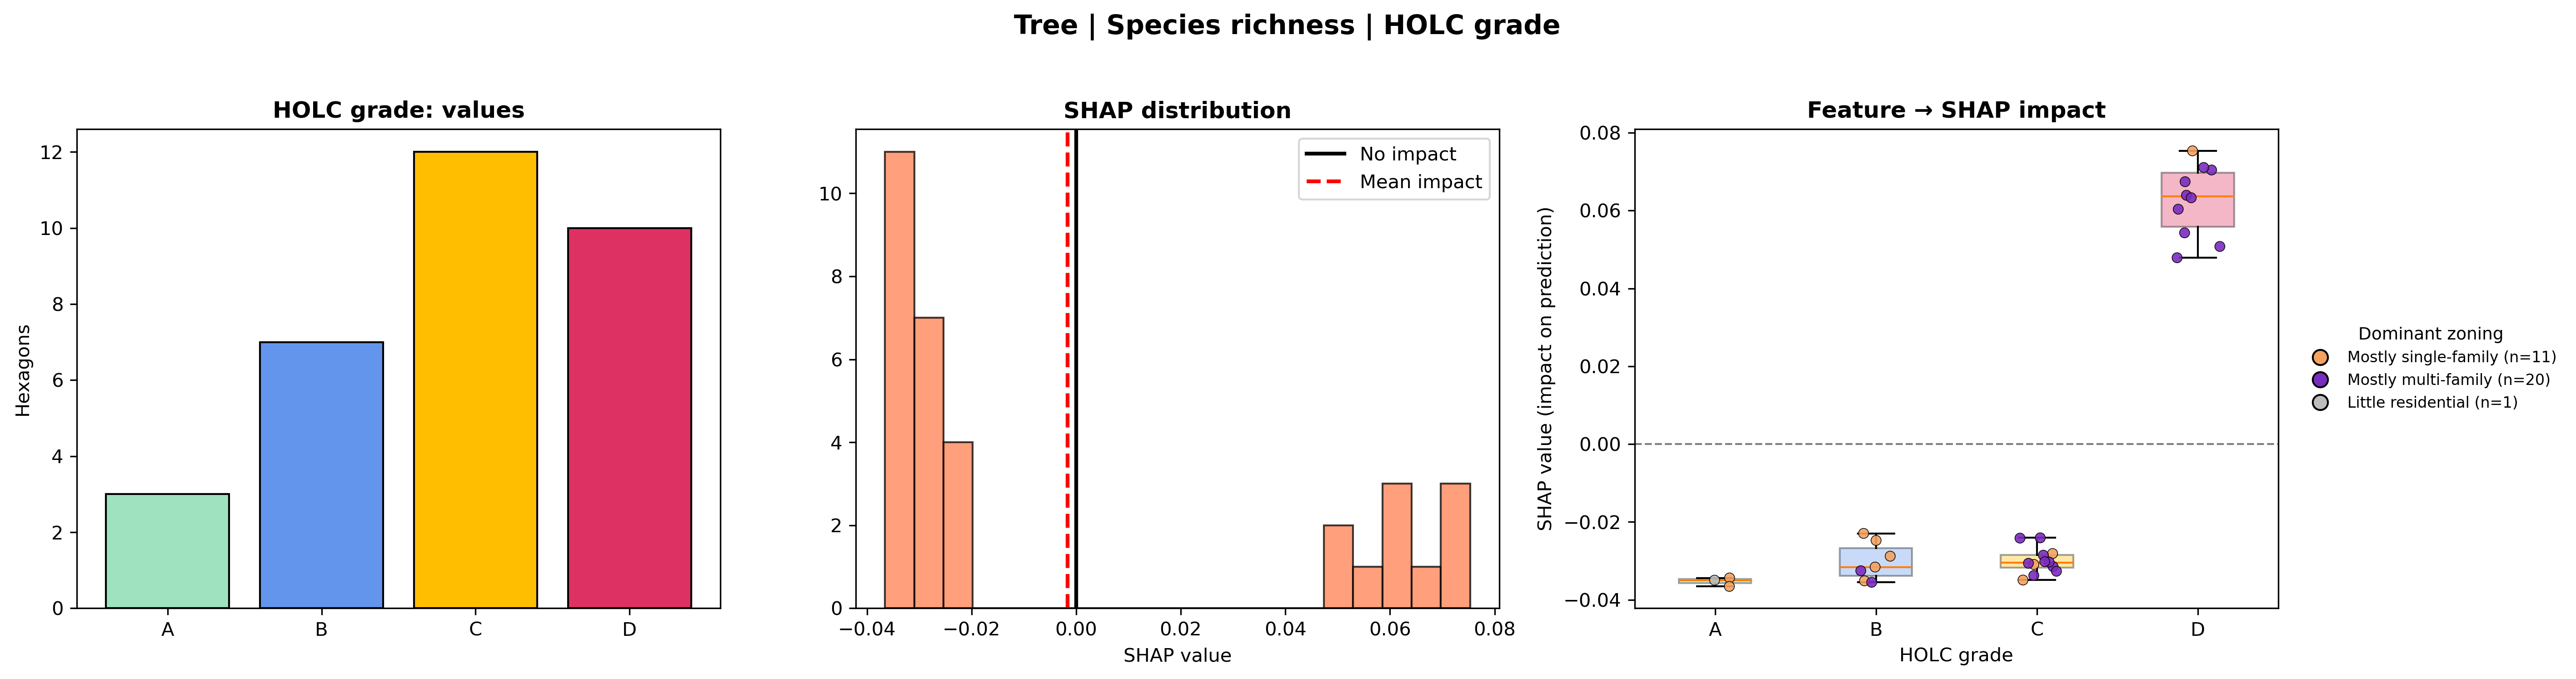 Tree | Species richness | HOLC grade
HOLC grade: values
Hexagons
12
10
8
6
4
2
0
A
B
C
D
SHAP distribution
10
8
6
4
2
0
−0.04
−0.02
0.00
0.02
0.04
0.06
0.08
SHAP value
No impact
Mean impact
Feature → SHAP impact
SHAP value (impact on prediction)
0.08
0.06
0.04
0.02
0.00
−0.02
−0.04
A
B
C
D
HOLC grade
Dominant zoning
Mostly single-family (n=11)
Mostly multi-family (n=20)
Little residential (n=1)